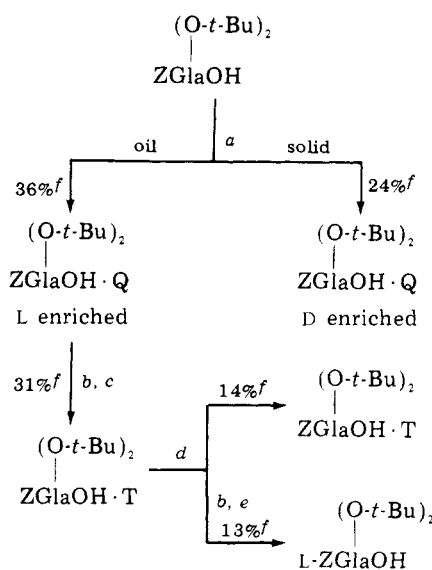 (O-t-Bu)2
ZGlaOH
oil
a
solid
36%f
24%f
(O-t-Bu)2
(O-t-Bu)2
ZGlaOH · Q
ZGlaOH · Q
L enriched
D enriched
31%f
b, c
14%f
(O-t-Bu)2
(O-t-Bu)2
d
ZGlaOH · T
ZGlaOH · T
b, e
13%f
(O-t-Bu)2
L-ZGlaOH